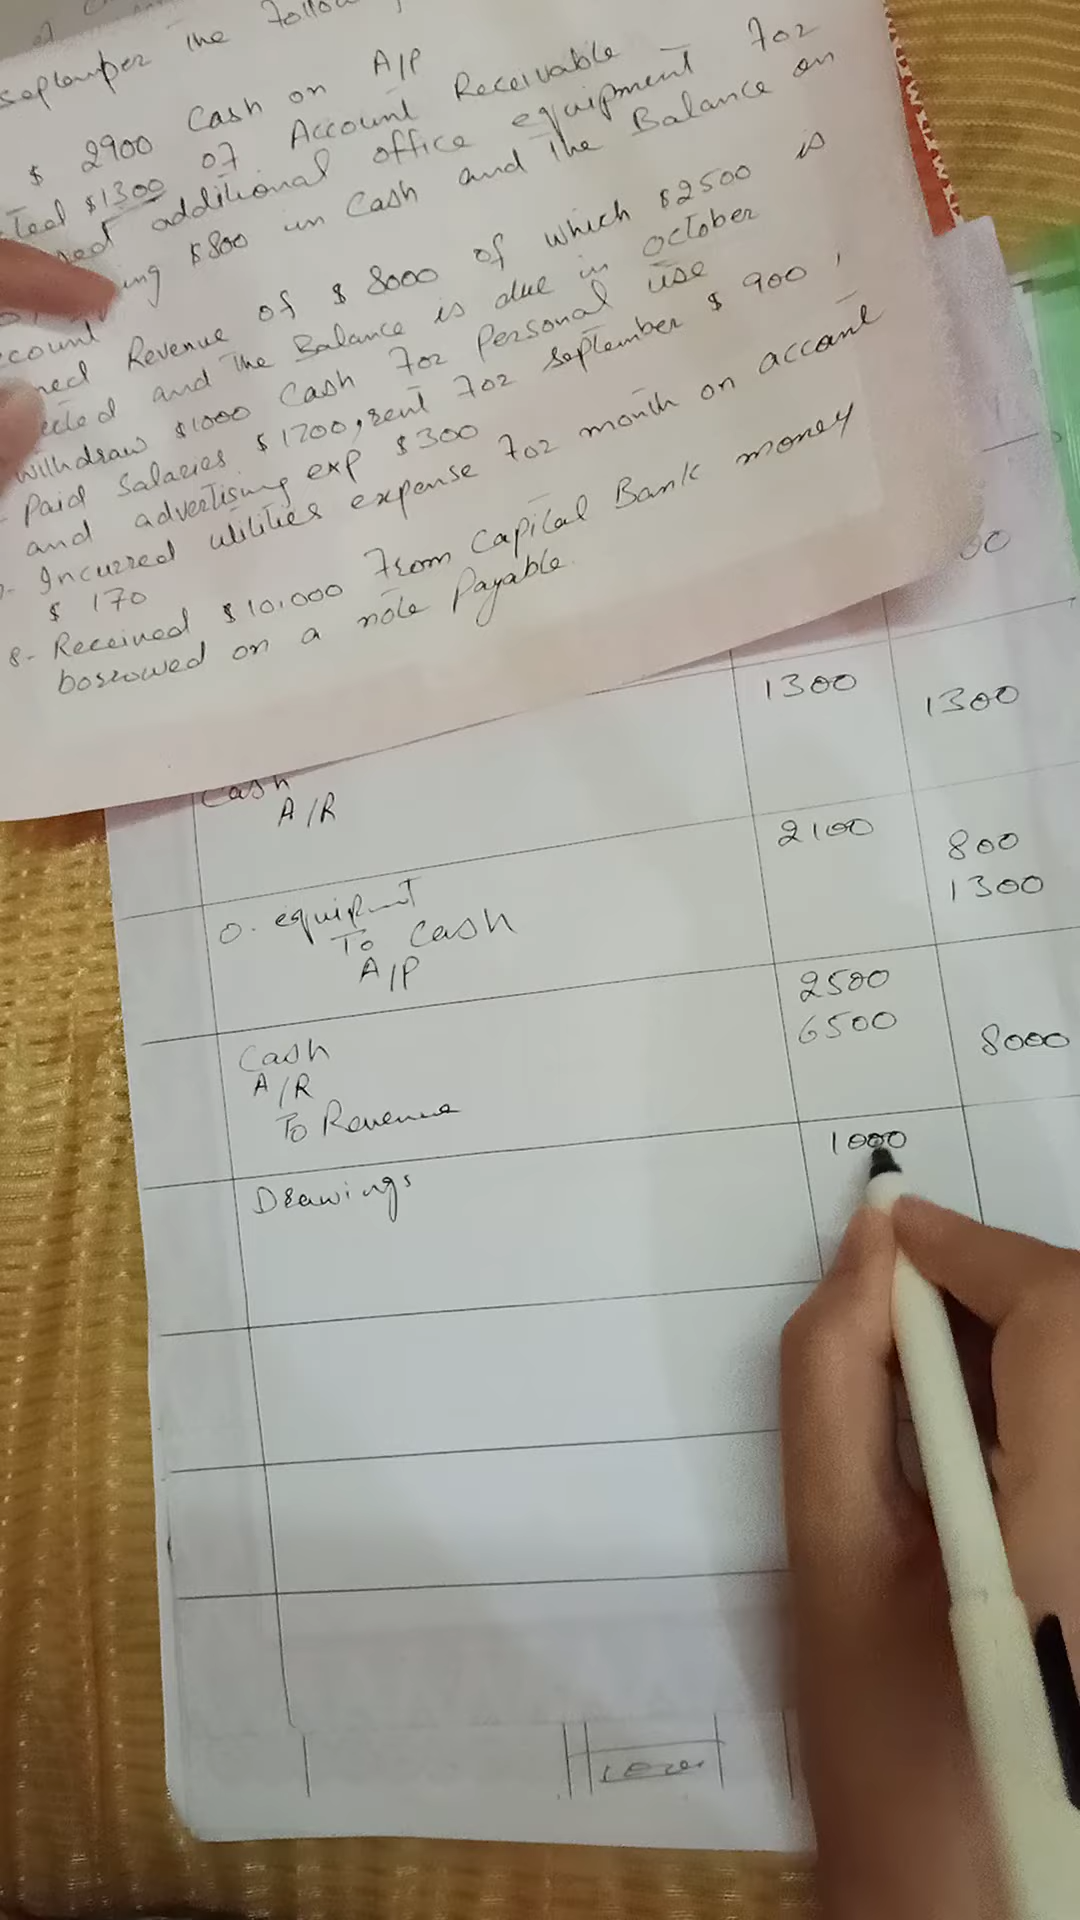 september the follow
$ 2900 Cash on A/P
$1300 of Account Receivable
additional office equipment for
$800 in Cash and the Balance on
Revenue of $ 8000 of which $2500 is
and the Balance is due in october
withdraw $1000 Cash for Personal use
Paid Salaries $1700, rent for september $ 900,
and advertising exp $300
Incurred utilities expense for month on account
$ 170
8- Received $10,000 from Capital Bank money
borrowed on a note Payable.
00
Cash 1300
A/R 1300
O. equipmt 2100
To Cash 800
A/P 1300
Cash 2500
A/R 6500
To Revenue 8000
Drawings 1000